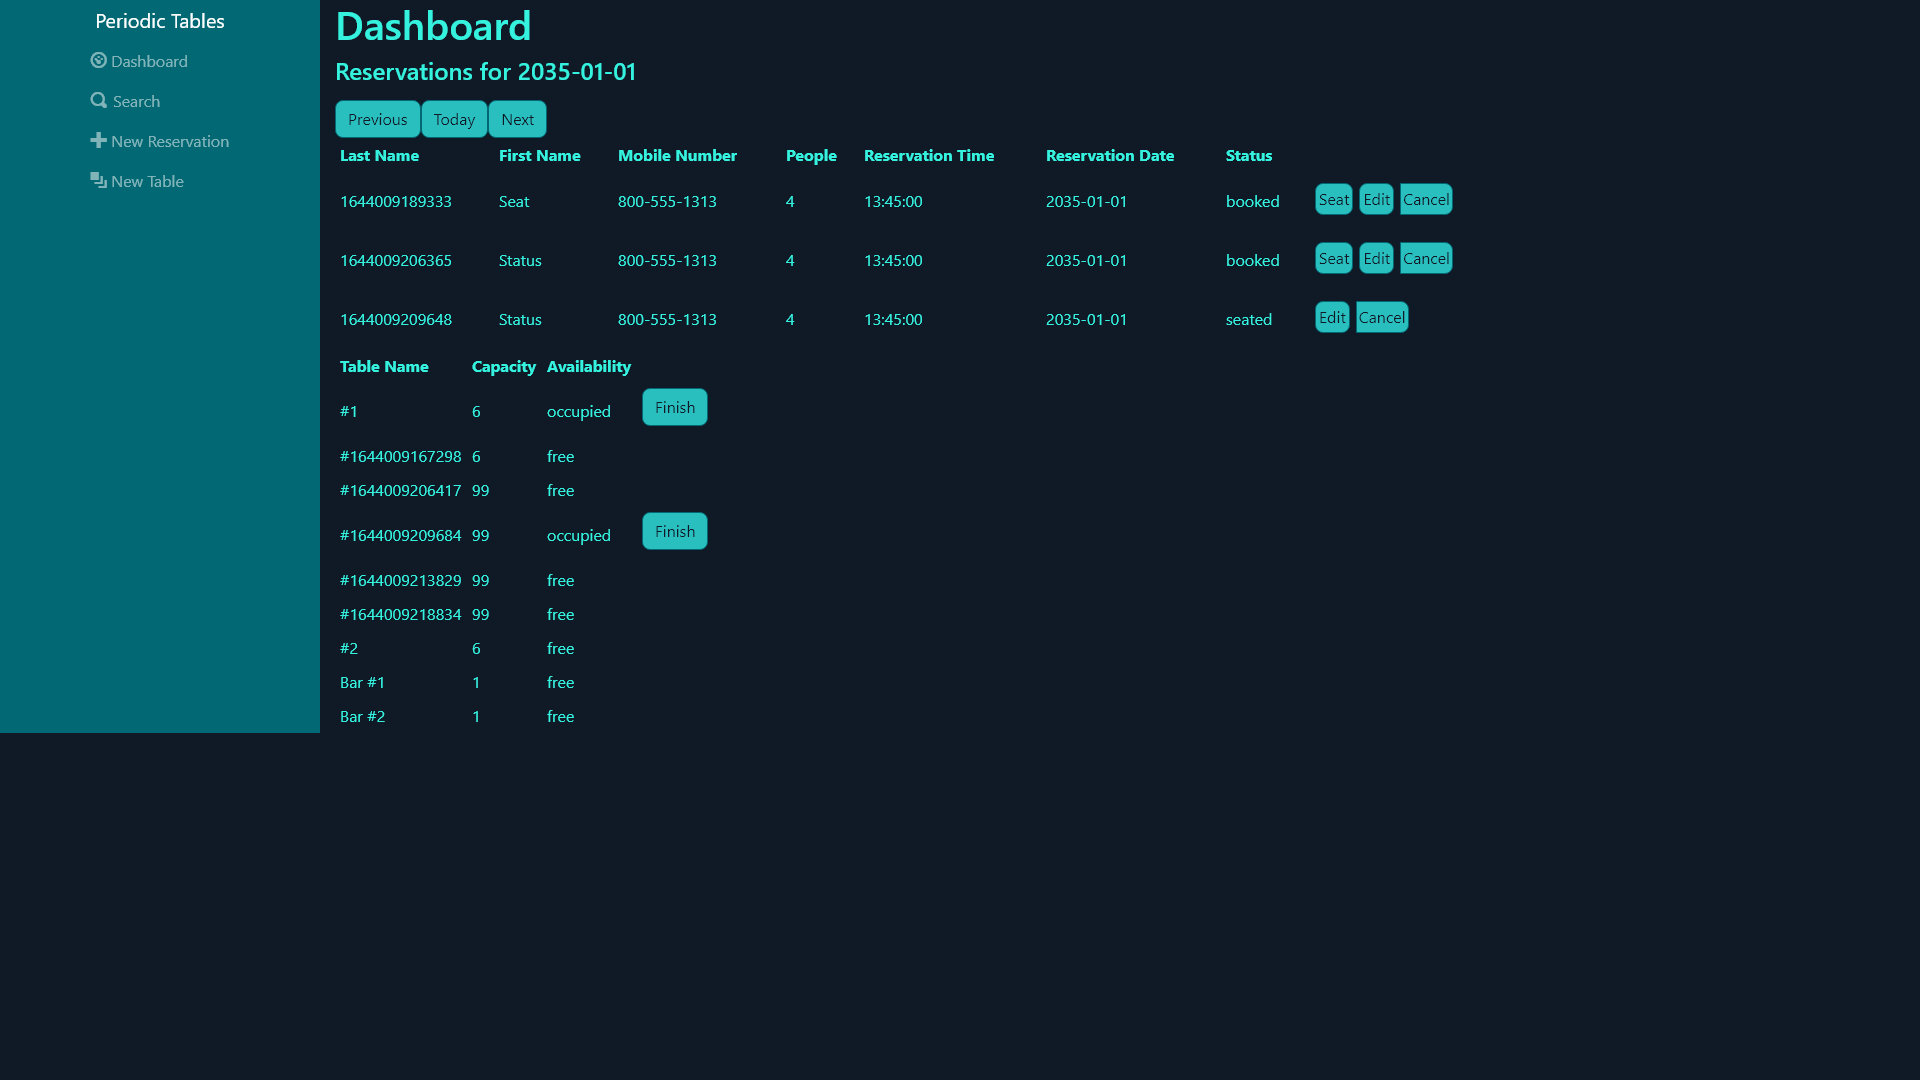 Periodic Tables
Dashboard
Search
New Reservation
New Table
Dashboard
Reservations for 2035-01-01
Previous Today Next
Last Name First Name Mobile Number People Reservation Time Reservation Date Status
1644009189333 Seat 800-555-1313 4 13:45:00 2035-01-01 booked Seat Edit Cancel
1644009206365 Status 800-555-1313 4 13:45:00 2035-01-01 booked Seat Edit Cancel
1644009209648 Status 800-555-1313 4 13:45:00 2035-01-01 seated Edit Cancel
Table Name Capacity Availability
#1 6 occupied Finish
#1644009167298 6 free
#1644009206417 99 free
#1644009209684 99 occupied Finish
#1644009213829 99 free
#1644009218834 99 free
#2 6 free
Bar #1 1 free
Bar #2 1 free